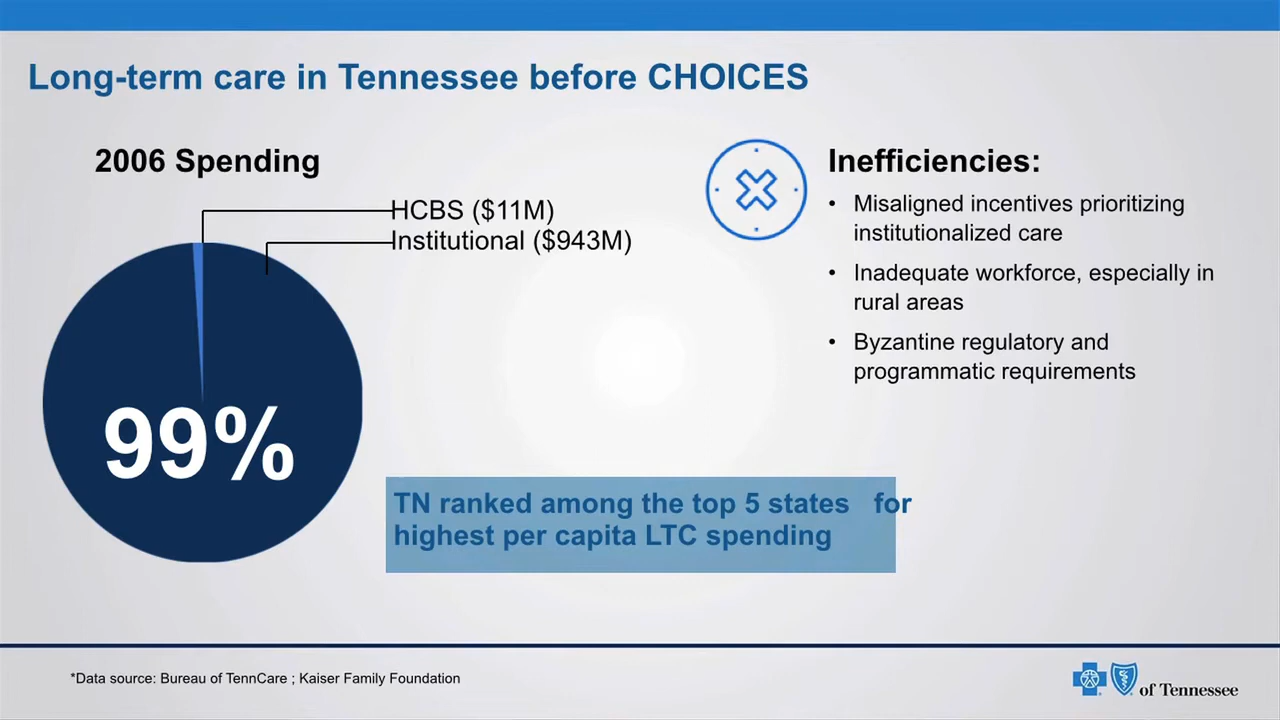 Long-term care in Tennessee before CHOICES
2006 Spending
HCBS ($11M)
Institutional ($943M)
99%
Inefficiencies:
• Misaligned incentives prioritizing
institutionalized care
• Inadequate workforce, especially in
rural areas
• Byzantine regulatory and
programmatic requirements
TN ranked among the top 5 states for
highest per capita LTC spending
*Data source: Bureau of TennCare ; Kaiser Family Foundation
of Tennessee